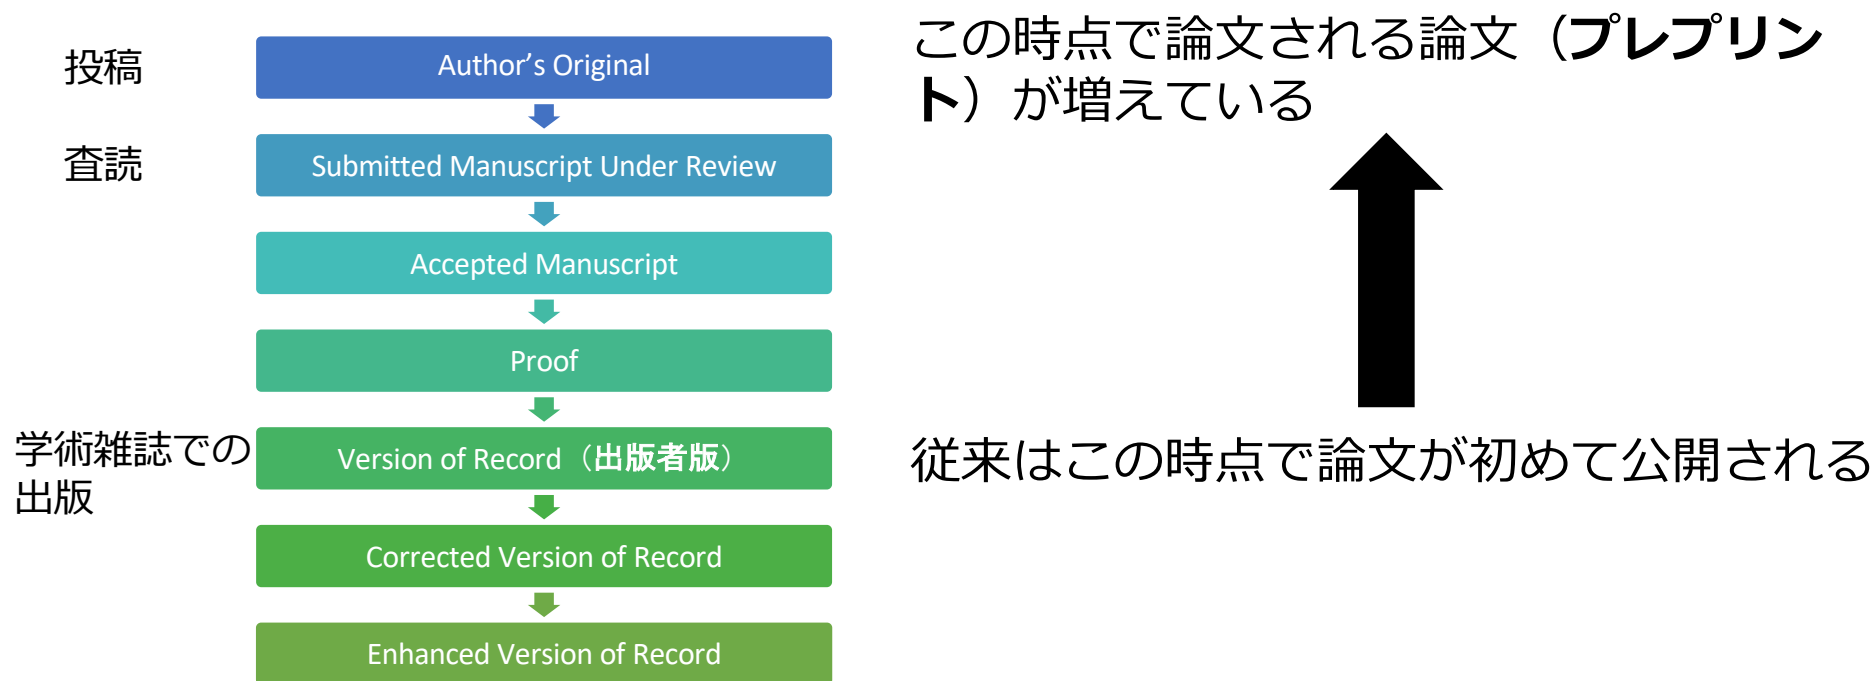 投稿
Author’s Original
この時点で論文される論文（プレプリン
ト）が増えている
査読
Submitted Manuscript Under Review
Accepted Manuscript
Proof
学術雑誌での
出版
Version of Record（出版者版）
従来はこの時点で論文が初めて公開される
Corrected Version of Record
Enhanced Version of Record